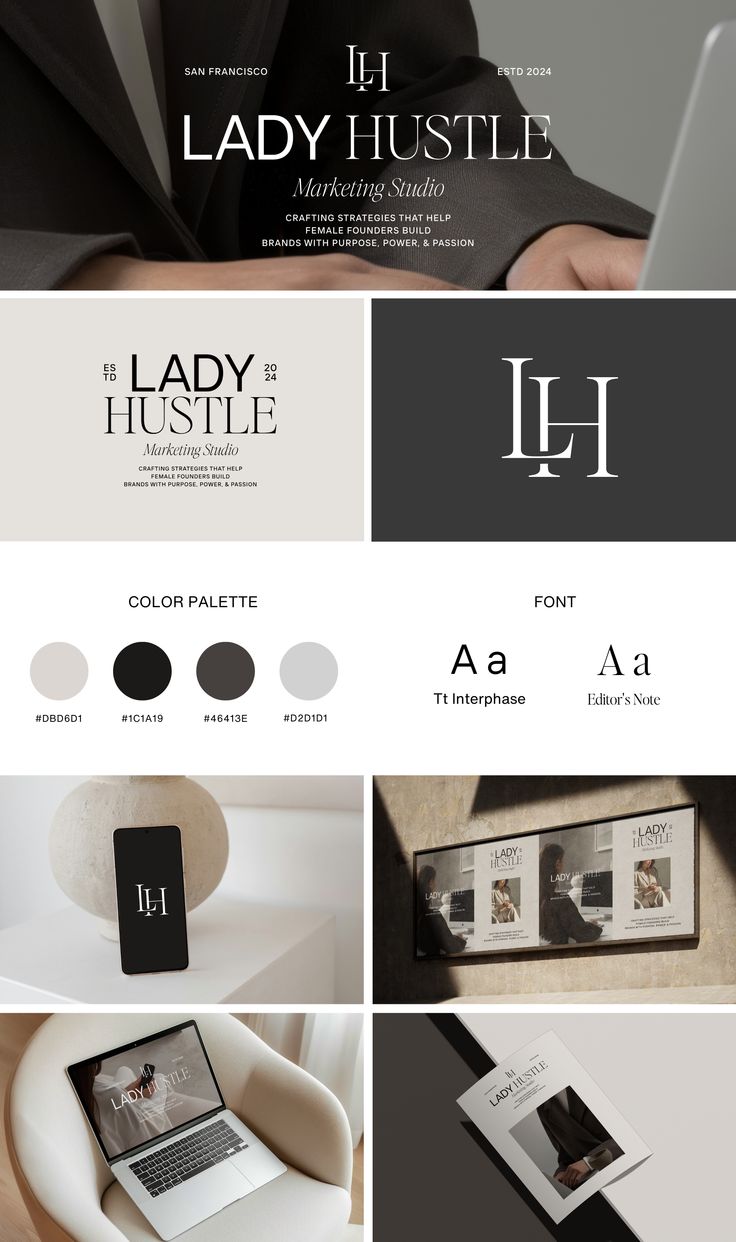 SAN FRANCISCO
LH
ESTD 2024
LADY HUSTLE
Marketing Studio
CRAFTING STRATEGIES THAT HELP
FEMALE FOUNDERS BUILD
BRANDS WITH PURPOSE, POWER, & PASSION
ES
TD
LADY
20
24
HUSTLE
Marketing Studio
CRAFTING STRATEGIES THAT HELP
FEMALE FOUNDERS BUILD
BRANDS WITH PURPOSE, POWER, & PASSION
LH
COLOR PALETTE
#DBD6D1
#1C1A19
#46413E
#D2D1D1
FONT
A a
A a
Tt Interphase
Editor's Note
LH
LADY HUSTLE
LADY
HUSTLE
LADY HUSTLE
LADY
HUSTLE
LH
LADY HUSTLE
LH
LADY HUSTLE
Marketing Studio